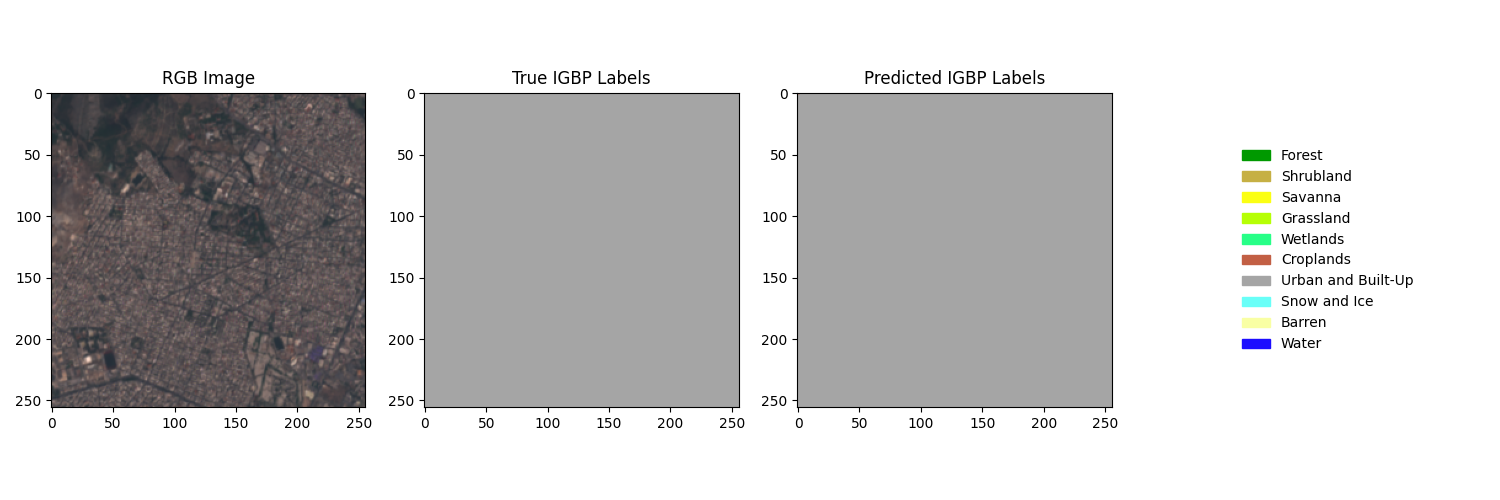 RGB Image
True IGBP Labels
Predicted IGBP Labels
0
50
100
150
200
250
0 50 100 150 200 250
0
50
100
150
200
250
0 50 100 150 200 250
0
50
100
150
200
250
0 50 100 150 200 250
Forest
Shrubland
Savanna
Grassland
Wetlands
Croplands
Urban and Built-Up
Snow and Ice
Barren
Water